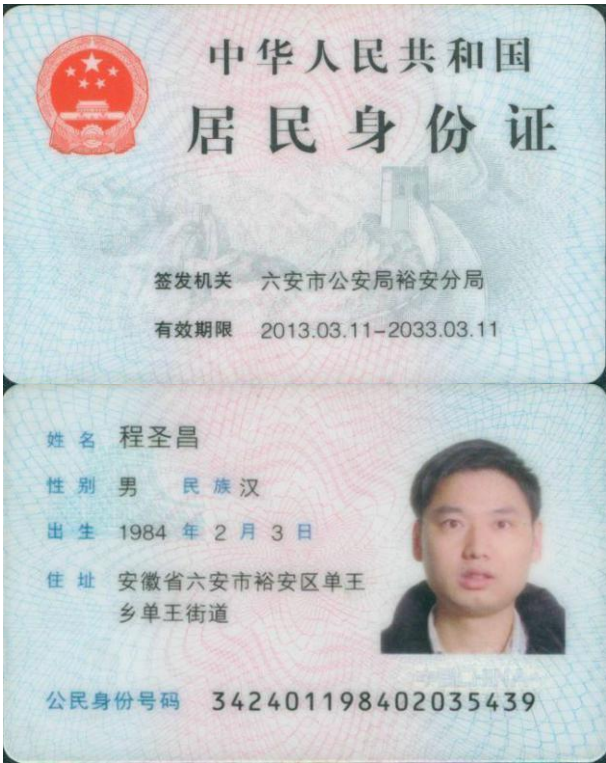 中华人民共和国
居民身份证
签发机关 六安市公安局裕安分局
有效期限 2013.03.11-2033.03.11
姓名 程圣昌
性别 男 民族 汉
出生 1984 年 2 月 3 日
住址 安徽省六安市裕安区单王
乡单王街道
公民身份号码 342401198402035439